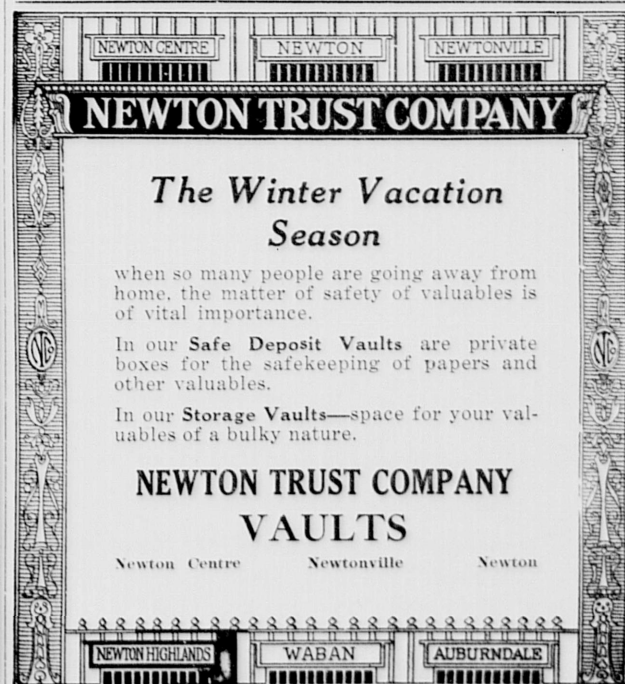 NEWTON CENTRE
NEWTON
NEWTONVILLE
NEWTON TRUST COMPANY
The Winter Vacation
Season
when so many people are going away from
home, the matter of safety of valuables is
of vital importance.
In our Safe Deposit Vaults are private
boxes for the safekeeping of papers and
other valuables.
In our Storage Vaults—space for your val-
uables of a bulky nature.
NEWTON TRUST COMPANY
VAULTS
Newton Centre Newtonville Newton
NEWTON HIGHLANDS
WABAN
AUBURNDALE